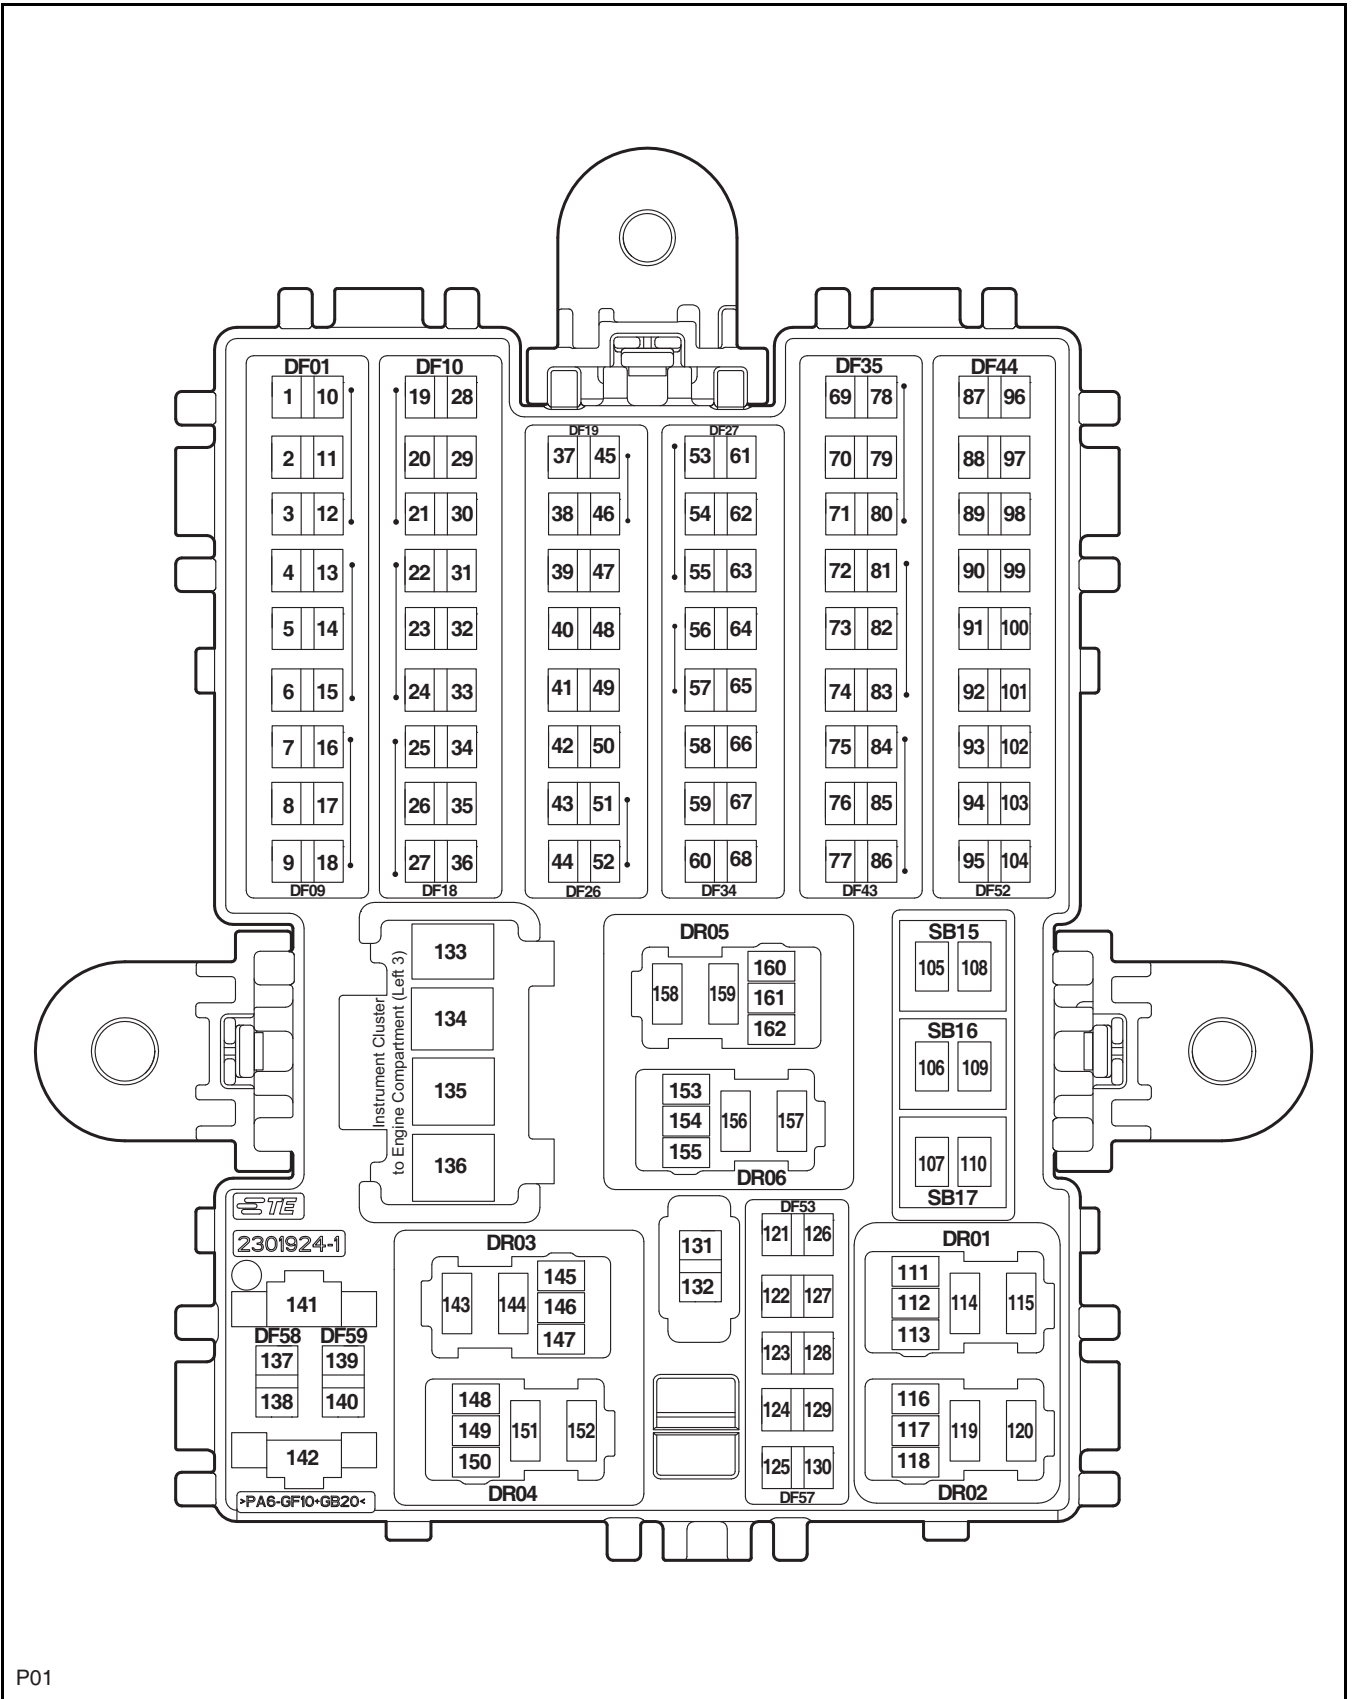 DF01 DF10 DF35 DF44
1 10 19 28 69 78 87 96
DF19 DF27
2 11 20 29 37 45 53 61 70 79 88 97
3 12 21 30 38 46 54 62 71 80 89 98
4 13 22 31 39 47 55 63 72 81 90 99
5 14 23 32 40 48 56 64 73 82 91 100
6 15 24 33 41 49 57 65 74 83 92 101
7 16 25 34 42 50 58 66 75 84 93 102
8 17 26 35 43 51 59 67 76 85 94 103
9 18 27 36 44 52 60 68 77 86 95 104
DF09 DF18 DF26 DF34 DF43 DF52
Instrument Cluster
to Engine Compartment (Left 3)
133
134
135
136
DR05
158 159 160
161
162
153
154 156 157
155
DR06
SB15
105 108
SB16
106 109
107 110
SB17
TE
2301924-1
141
DF58 DF59
137 139
138 140
142
>PA6-GF10+GB20<
DR03
143 144 145
146
147
148
149 151 152
150
DR04
131
132
DF53
121 126
122 127
123 128
124 129
125 130
DF57
DR01
111
112 114 115
113
116
117 119 120
118
DR02
P01